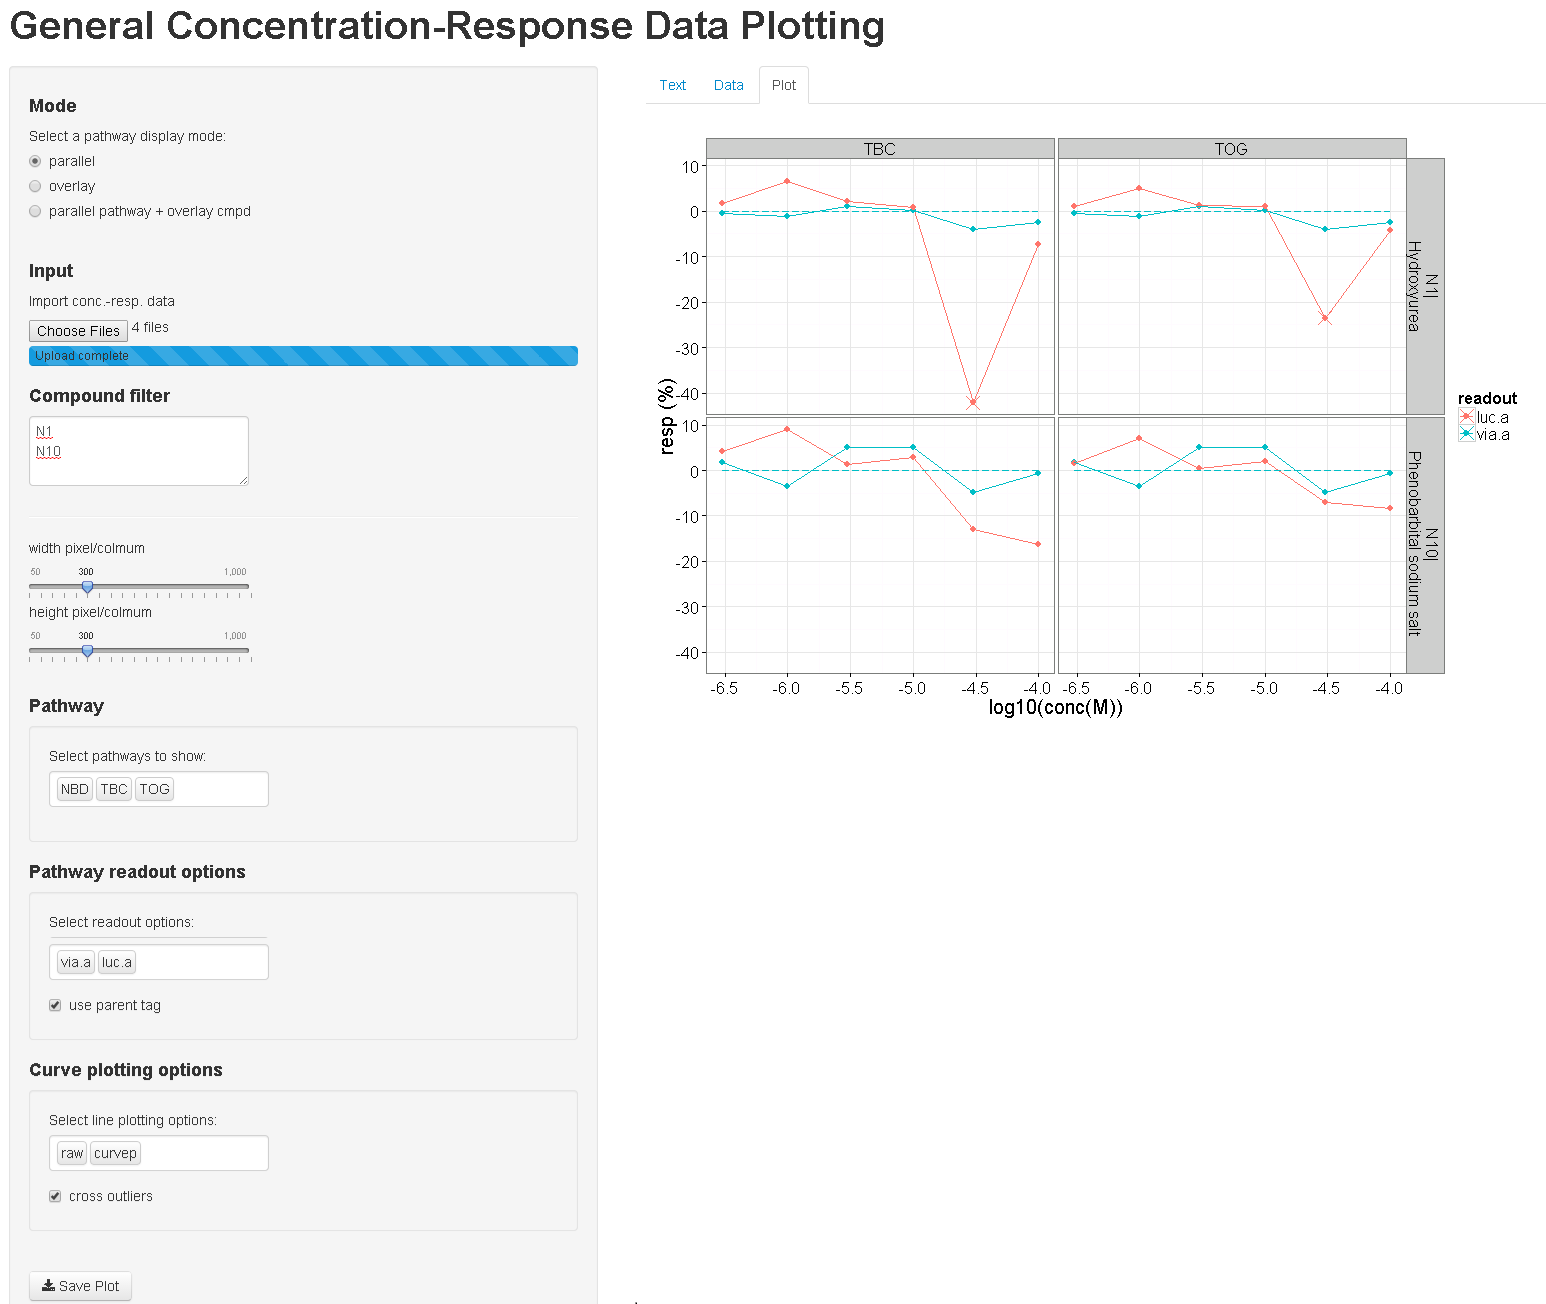 General Concentration-Response Data Plotting
Mode
Select a pathway display mode:
parallel
overlay
parallel pathway + overlay cmpd
Input
Import conc.-resp. data
Choose Files 4 files
Upload complete
Compound filter
N1
N10
width pixel/colmum
50 300 1,000
height pixel/colmum
50 300 1,000
Pathway
Select pathways to show:
NBD TBC TOG
Pathway readout options
Select readout options:
via.a luc.a
use parent tag
Curve plotting options
Select line plotting options:
raw curvep
cross outliers
Save Plot
Text Data Plot
TBC TOG
10
0
-10
-20
-30
-40
N1|
Hydroxyurea
resp (%)
10
0
-10
-20
-30
-40
N10|
Phenobarbital sodium salt
-6.5 -6.0 -5.5 -5.0 -4.5 -4.0 -6.5 -6.0 -5.5 -5.0 -4.5 -4.0
log10(conc(M))
readout
luc.a
via.a